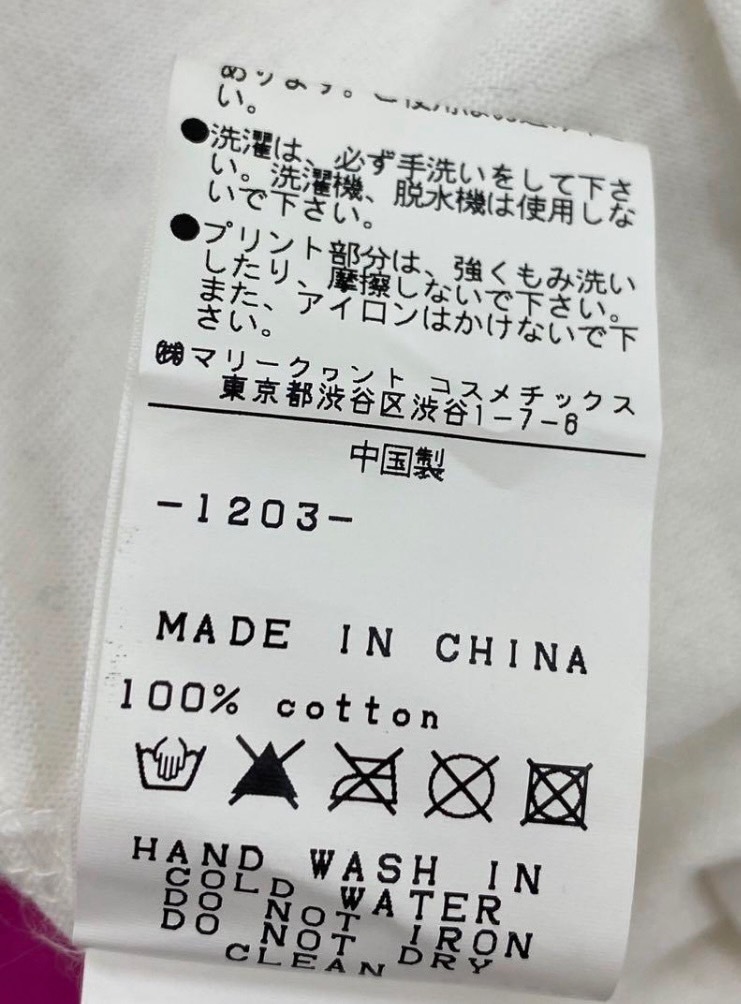 い。
●洗濯は、必ず手洗いをして下さ
い。洗濯機、脱水機は使用しな
いで下さい。
●プリント部分は、強くもみ洗い
したり、摩擦しないで下さい。
また、アイロンはかけないで下
さい。
㈱マリークヮント コスメチックス
東京都渋谷区渋谷1-7-6
中国製
-1203-
MADE IN CHINA
100% cotton
HAND WASH IN
COLD WATER
DO NOT IRON
DO NOT DRY
CLEAN